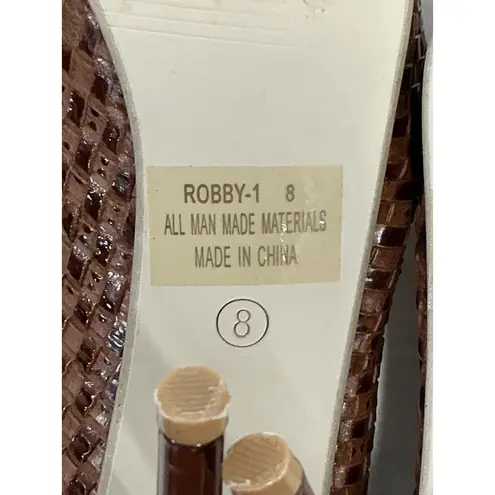 ROBBY-1 8
ALL MAN MADE MATERIALS
MADE IN CHINA
8